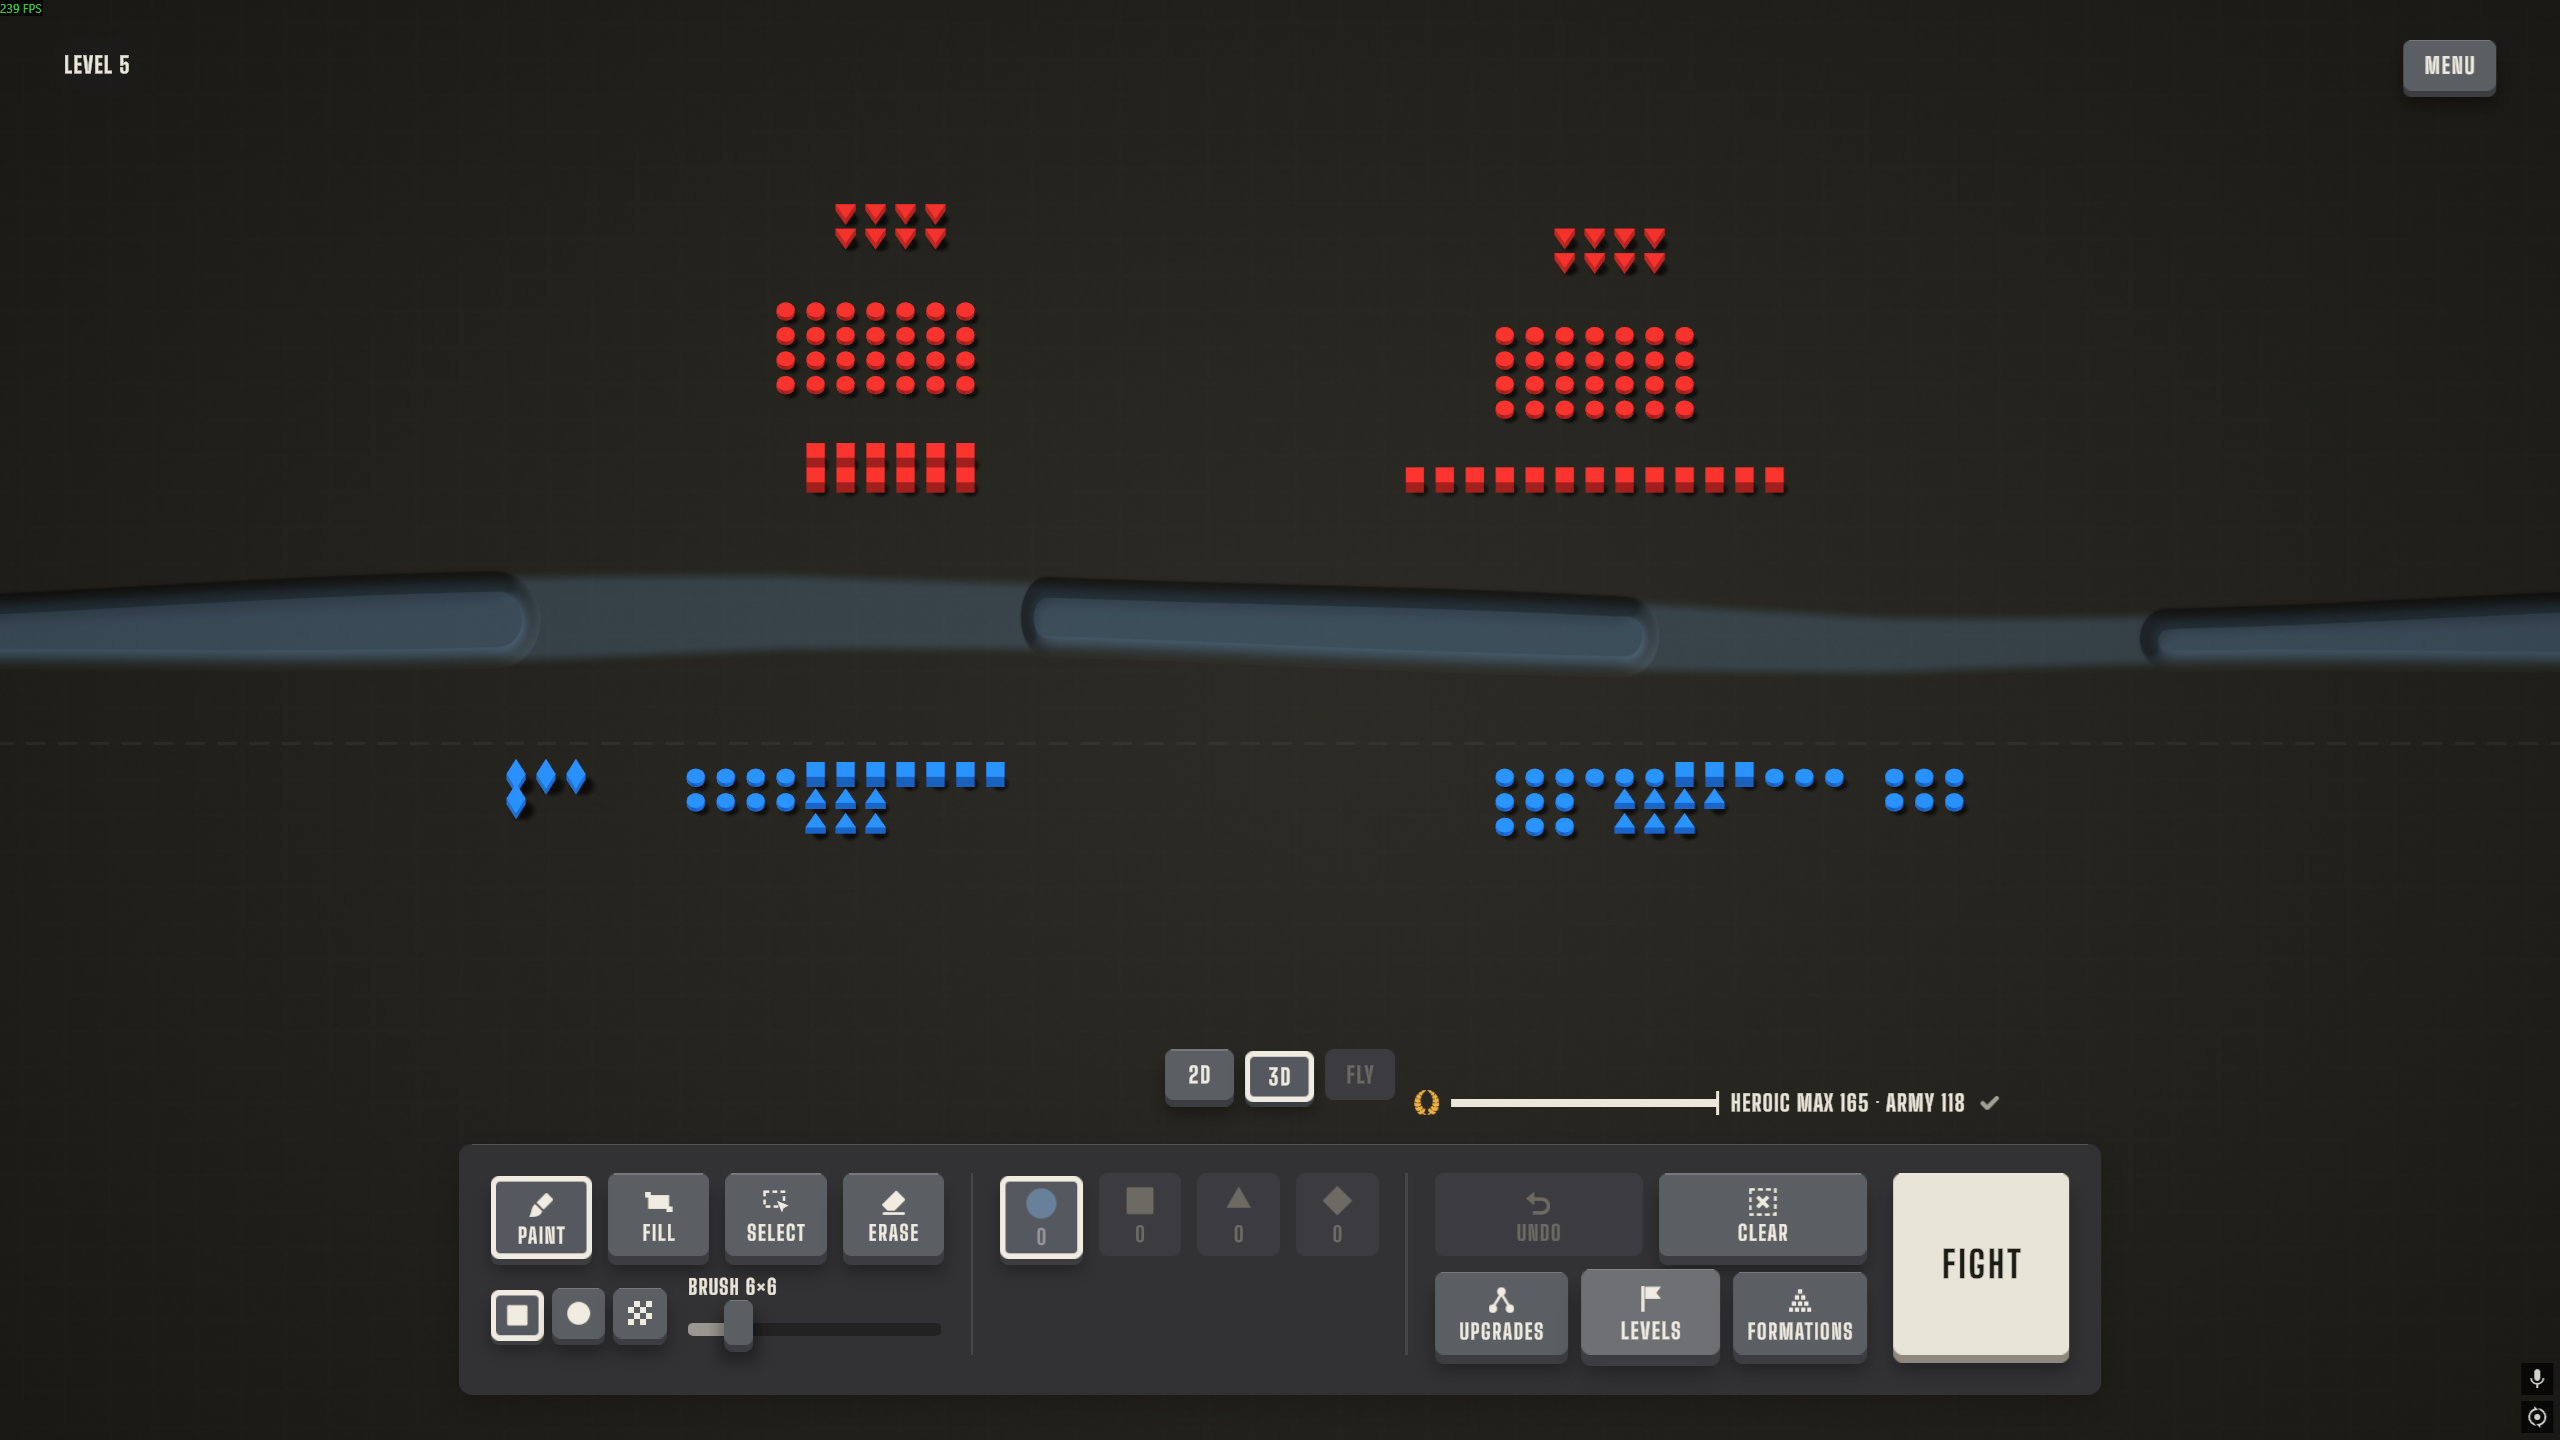 239 FPS
LEVEL 5
MENU
2D
3D
FLY
HEROIC MAX 165 · ARMY 118
PAINT
FILL
SELECT
ERASE
BRUSH 6×6
0
0
0
0
UNDO
CLEAR
UPGRADES
LEVELS
FORMATIONS
FIGHT